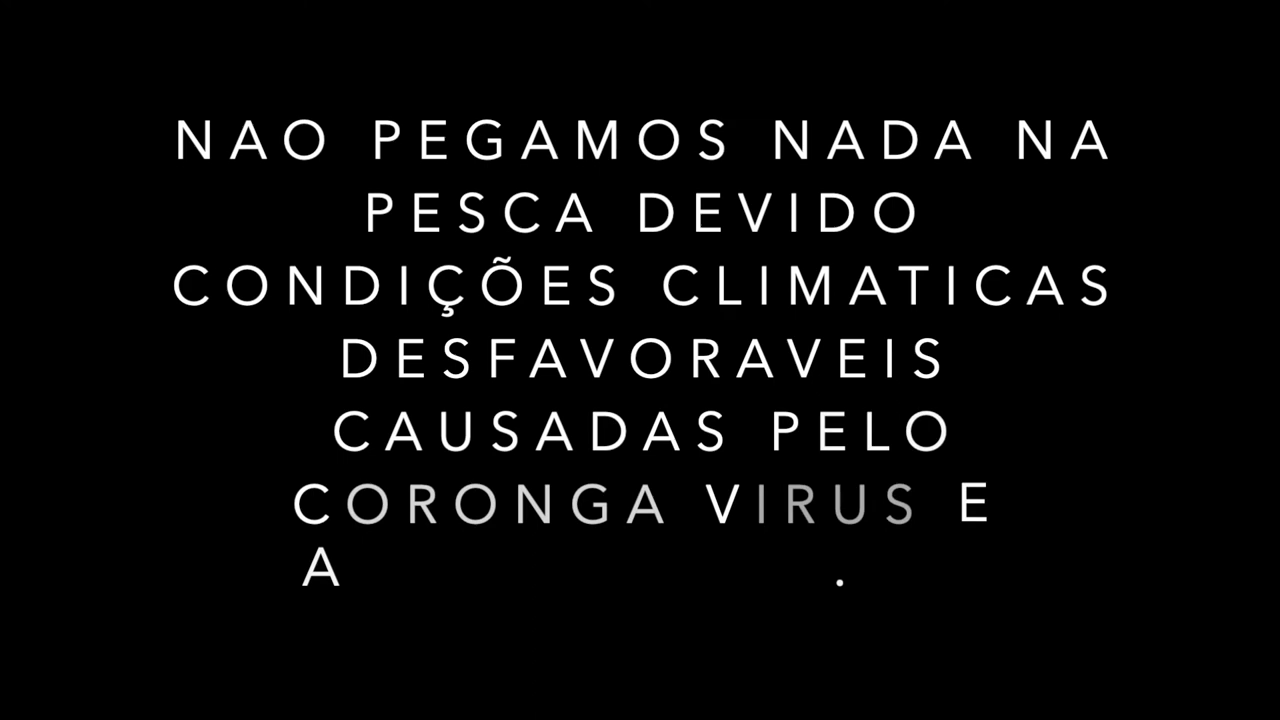 NAO PEGAMOS NADA NA
PESCA DEVIDO
CONDIÇÕES CLIMATICAS
DESFAVORAVEIS
CAUSADAS PELO
CORONGA VIRUS E
A .